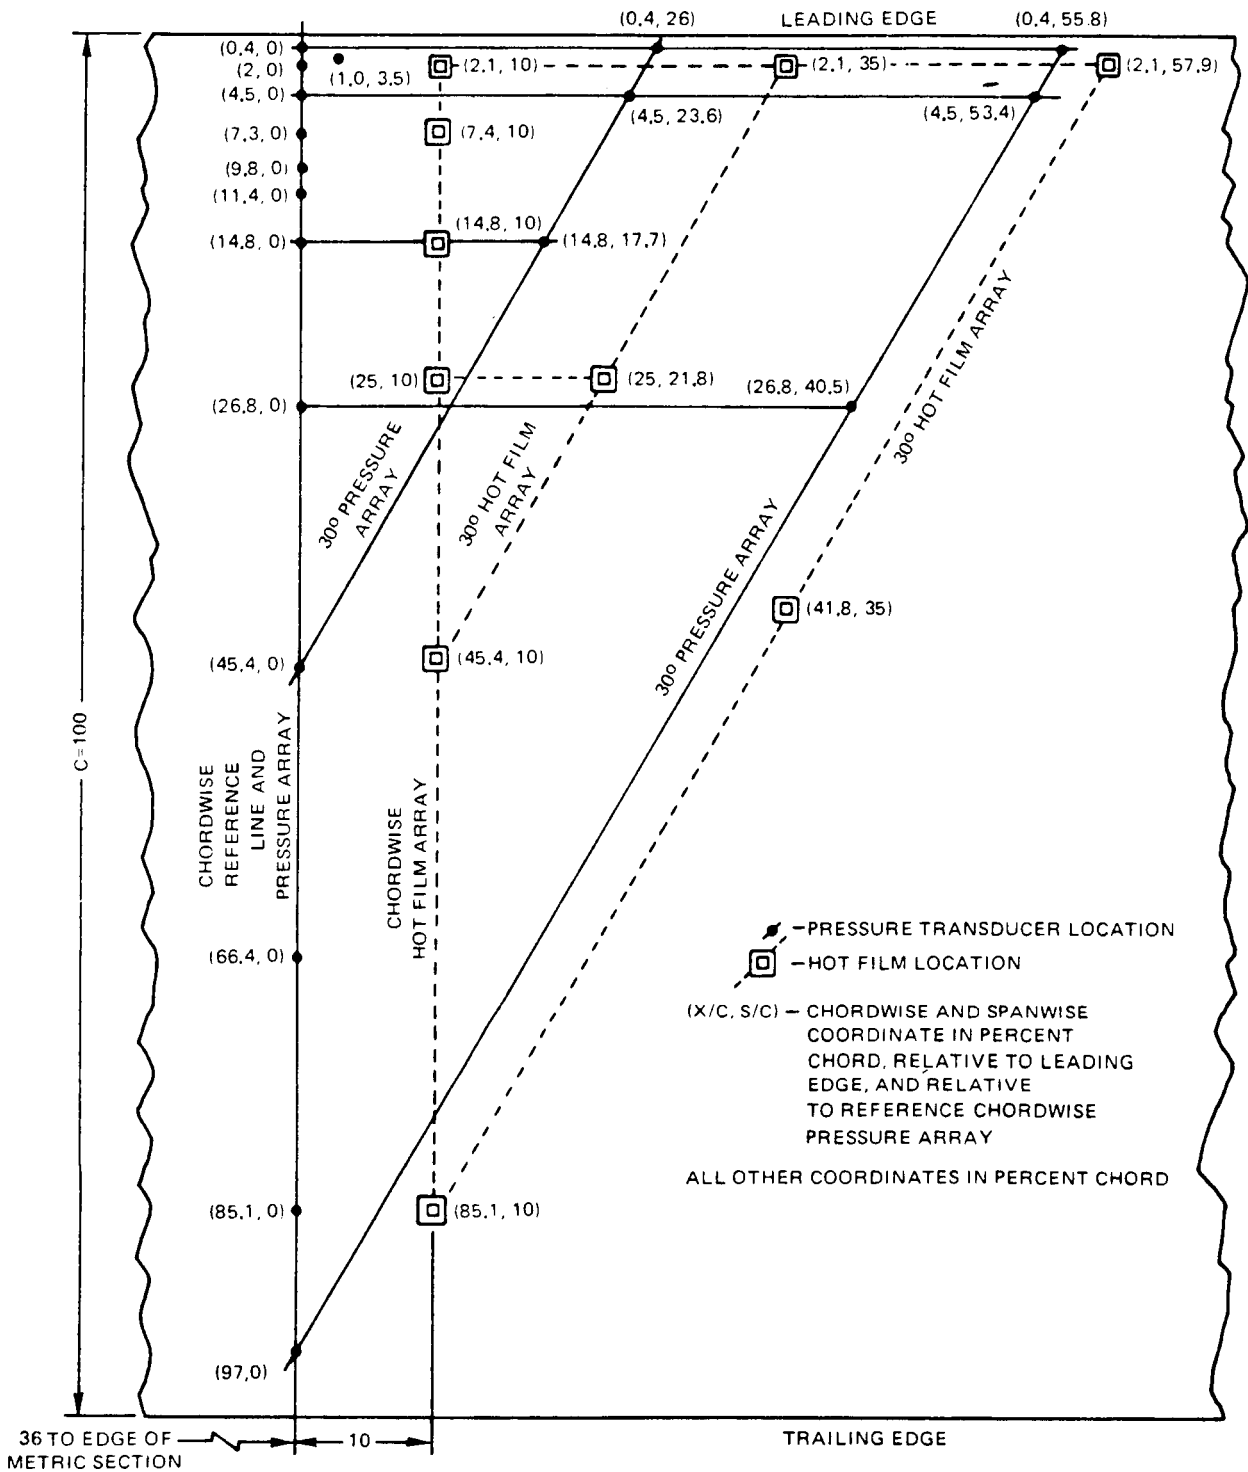 (0.4, 26)
LEADING EDGE
(0.4, 55.8)
(0.4, 0)
(2, 0)
(1.0, 3.5)
(2.1, 10)
(2.1, 35)
(2.1, 57.9)
(4.5, 0)
(4.5, 23.6)
(4.5, 53.4)
(7.3, 0)
(7.4, 10)
(9.8, 0)
(11.4, 0)
(14.8, 0)
(14.8, 10)
(14.8, 17.7)
(25, 10)
(25, 21.8)
(26.8, 40.5)
(26.8, 0)
30° PRESSURE
ARRAY
30° HOT FILM
ARRAY
30° HOT FILM ARRAY
30° PRESSURE ARRAY
(41.8, 35)
(45.4, 0)
(45.4, 10)
C=100
CHORDWISE
REFERENCE
LINE AND
PRESSURE ARRAY
CHORDWISE
HOT FILM ARRAY
(66.4, 0)
– PRESSURE TRANSDUCER LOCATION
– HOT FILM LOCATION
(X/C, S/C) – CHORDWISE AND SPANWISE
COORDINATE IN PERCENT
CHORD, RELATIVE TO LEADING
EDGE, AND RELATIVE
TO REFERENCE CHORDWISE
PRESSURE ARRAY
ALL OTHER COORDINATES IN PERCENT CHORD
(85.1, 0)
(85.1, 10)
(97,0)
36 TO EDGE OF
METRIC SECTION
10
TRAILING EDGE